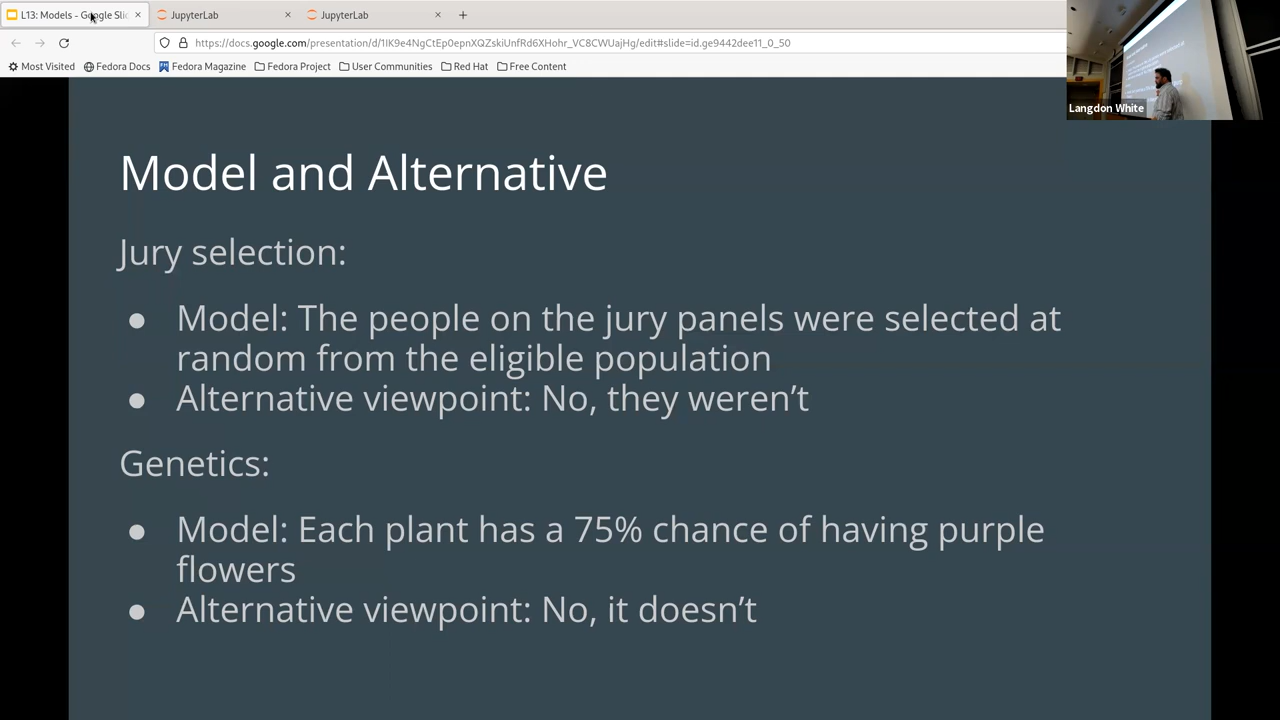 L13: Models - Google Slic
JupyterLab
JupyterLab
https://docs.google.com/presentation/d/1IK9e4NgCtEp0epnXQZskiUnfRd6XHohr_VC8CWUajHg/edit#slide=id.ge9442dee11_0_50
Most Visited Fedora Docs Fedora Magazine Fedora Project User Communities Red Hat Free Content
Langdon White
Model and Alternative
Jury selection:
● Model: The people on the jury panels were selected at
random from the eligible population
● Alternative viewpoint: No, they weren’t
Genetics:
● Model: Each plant has a 75% chance of having purple
flowers
● Alternative viewpoint: No, it doesn’t